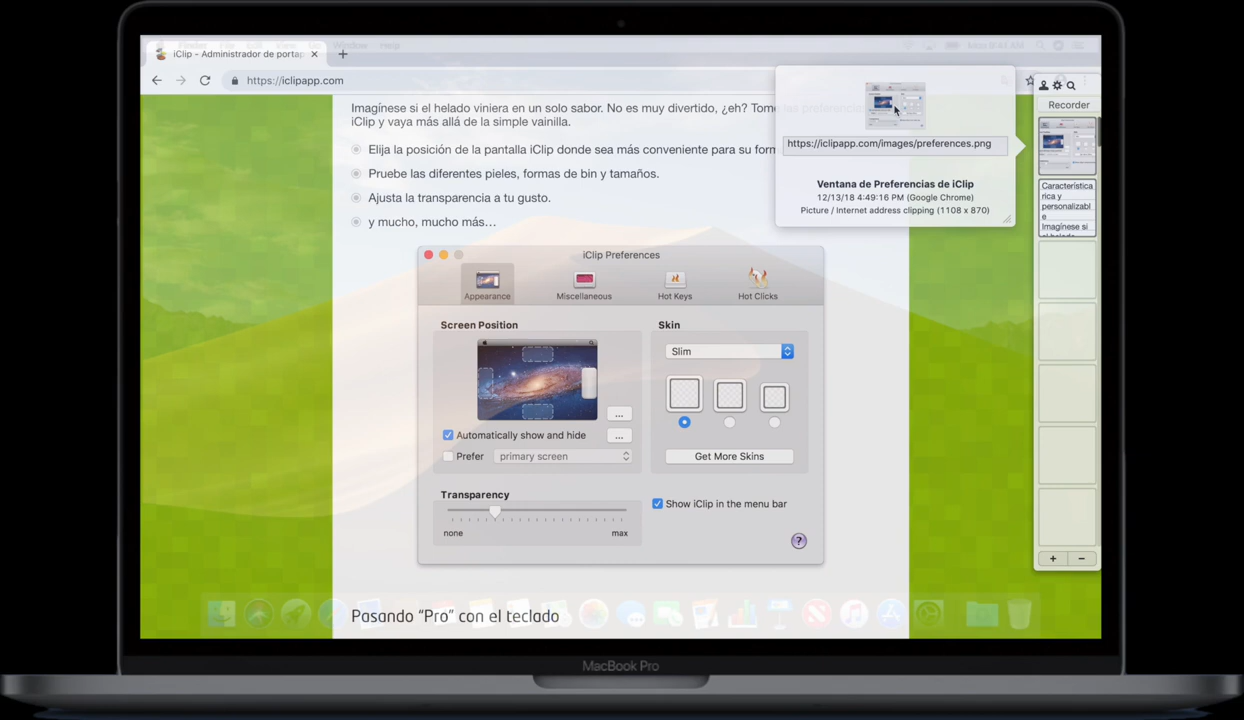 Window Help
iClip - Administrador de portap
https://iclipapp.com
Imagínese si el helado viniera en un solo sabor. No es muy divertido, ¿eh? Tome las preferencias
iClip y vaya más allá de la simple vainilla.
Elija la posición de la pantalla iClip donde sea más conveniente para su form
Pruebe las diferentes pieles, formas de bin y tamaños.
Ajusta la transparencia a tu gusto.
y mucho, mucho más...
https://iclipapp.com/images/preferences.png
Ventana de Preferencias de iClip
12/13/18 4:49:16 PM (Google Chrome)
Picture / Internet address clipping (1108 x 870)
Recorder
Característica
rica y
personalizabl
e
Imagínese si
el helado
iClip Preferences
Appearance
Miscellaneous
Hot Keys
Hot Clicks
Screen Position
...
Automatically show and hide
...
Prefer
primary screen
Transparency
none
max
Skin
Slim
Get More Skins
Show iClip in the menu bar
?
+
−
Pasando “Pro” con el teclado
MacBook Pro